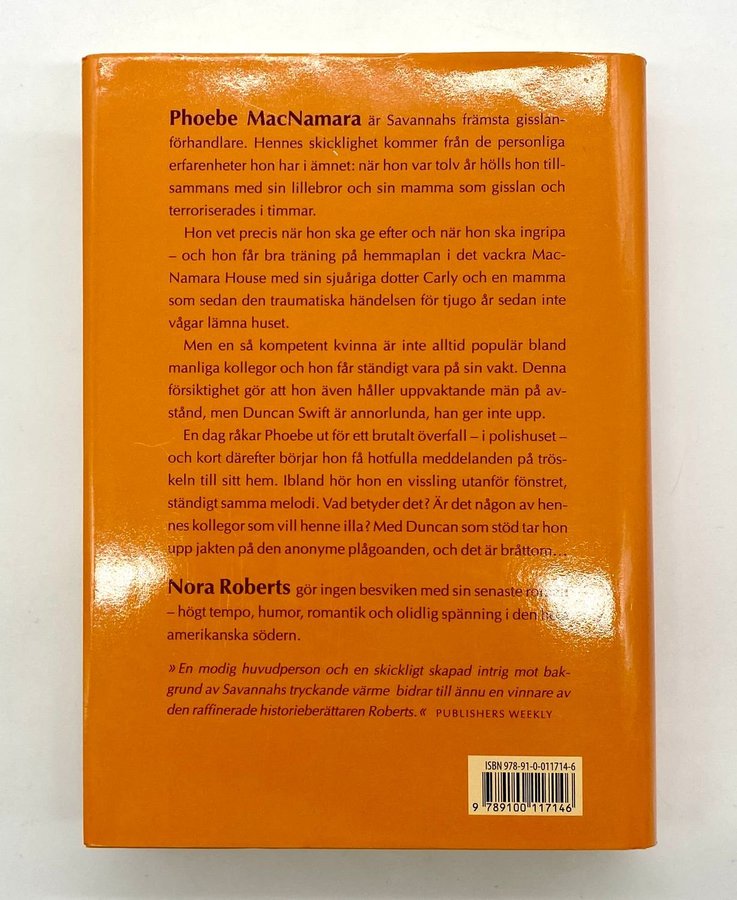 Phoebe MacNamara är Savannahs främsta gisslan-
förhandlare. Hennes skicklighet kommer från de personliga
erfarenheter hon har i ämnet: när hon var tolv år hölls hon till-
sammans med sin lillebror och sin mamma som gisslan och
terroriserades i timmar.
Hon vet precis när hon ska ge efter och när hon ska ingripa
– och hon får bra träning på hemmaplan i det vackra Mac-
Namara House med sin sjuåriga dotter Carly och en mamma
som sedan den traumatiska händelsen för tjugo år sedan inte
vågar lämna huset.
Men en så kompetent kvinna är inte alltid populär bland
manliga kollegor och hon får ständigt vara på sin vakt. Denna
försiktighet gör att hon även håller uppvaktande män på av-
stånd, men Duncan Swift är annorlunda, han ger inte upp.
En dag råkar Phoebe ut för ett brutalt överfall – i polishuset –
och kort därefter börjar hon få hotfulla meddelanden på trös-
keln till sitt hem. Ibland hör hon en vissling utanför fönstret,
ständigt samma melodi. Vad betyder det? Är det någon av hen-
nes kollegor som vill henne illa? Med Duncan som stöd tar hon
upp jakten på den anonyme plågoanden, och det är bråttom...
Nora Roberts gör ingen besviken med sin senaste roman
– högt tempo, humor, romantik och olidlig spänning i den
amerikanska södern.
» En modig huvudperson och en skickligt skapad intrig mot bak-
grund av Savannahs tryckande värme bidrar till ännu en vinnare av
den raffinerade historieberättaren Roberts. « PUBLISHERS WEEKLY
ISBN 978-91-0-011714-6
9 789100 117146